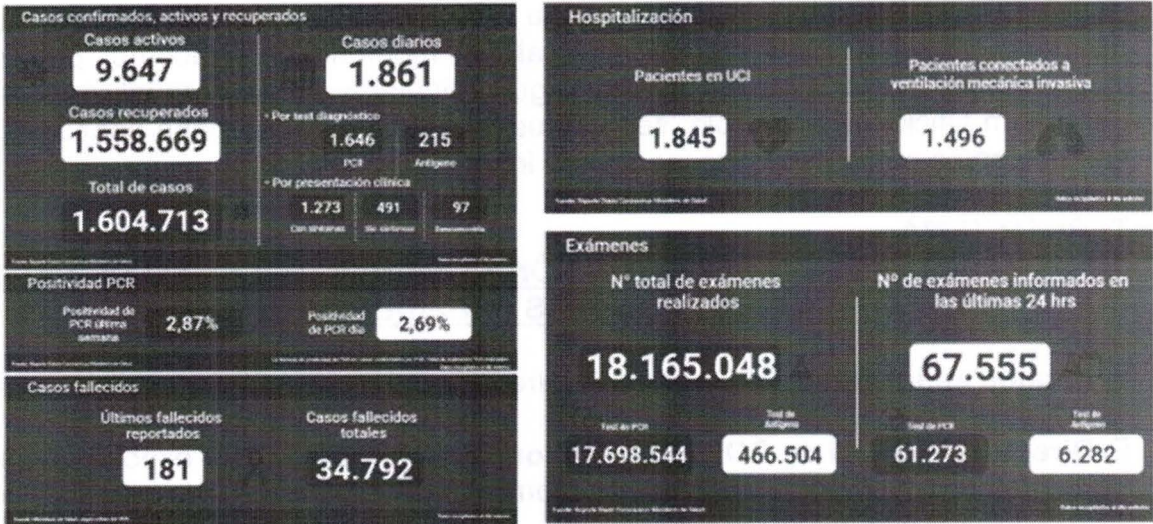 Casos confirmados, activos y recuperados
Casos activos
9.647
Casos recuperados
1.558.669
Total de casos
1.604.713
Casos diarios
1.861
- Por test diagnóstico
1.646
PCR
215
Antígeno
- Por presentación clínica
1.273
Con síntomas
491
Sin síntomas
97
Positividad PCR
Positividad de
PCR última
semana
2,87%
Positividad
de PCR día
2,69%
Casos fallecidos
Últimos fallecidos
reportados
181
Casos fallecidos
totales
34.792
Hospitalización
Pacientes en UCI
1.845
Pacientes conectados a
ventilación mecánica invasiva
1.496
Exámenes
N° total de exámenes
realizados
18.165.048
Test de PCR
17.698.544
Test de
Antígeno
466.504
Nº de exámenes informados en
las últimas 24 hrs
67.555
Test de PCR
61.273
Test de
Antígeno
6.282